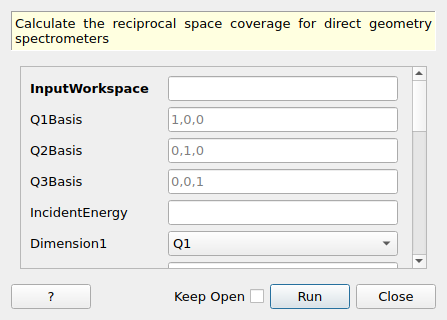 Calculate the reciprocal space coverage for direct geometry
spectrometers
InputWorkspace
Q1Basis 1,0,0
Q2Basis 0,1,0
Q3Basis 0,0,1
IncidentEnergy
Dimension1 Q1
? Keep Open Run Close